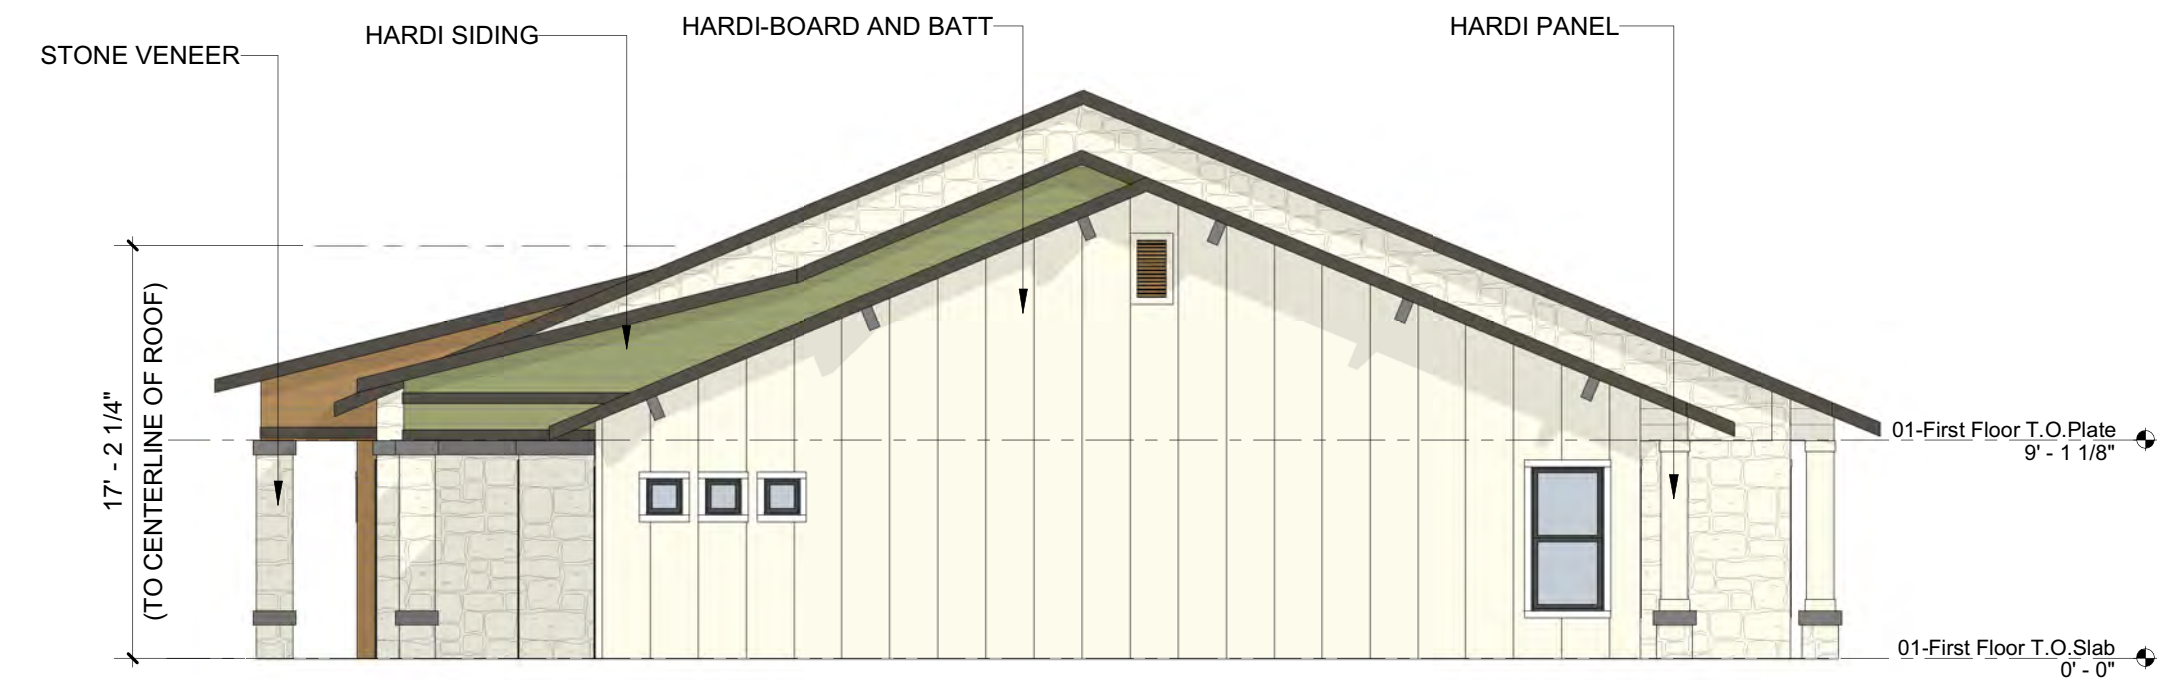 STONE VENEER
HARDI SIDING
HARDI-BOARD AND BATT
HARDI PANEL
17' - 2 1/4"
(TO CENTERLINE OF ROOF)
01-First Floor T.O.Plate
9' - 1 1/8"
01-First Floor T.O.Slab
0' - 0"